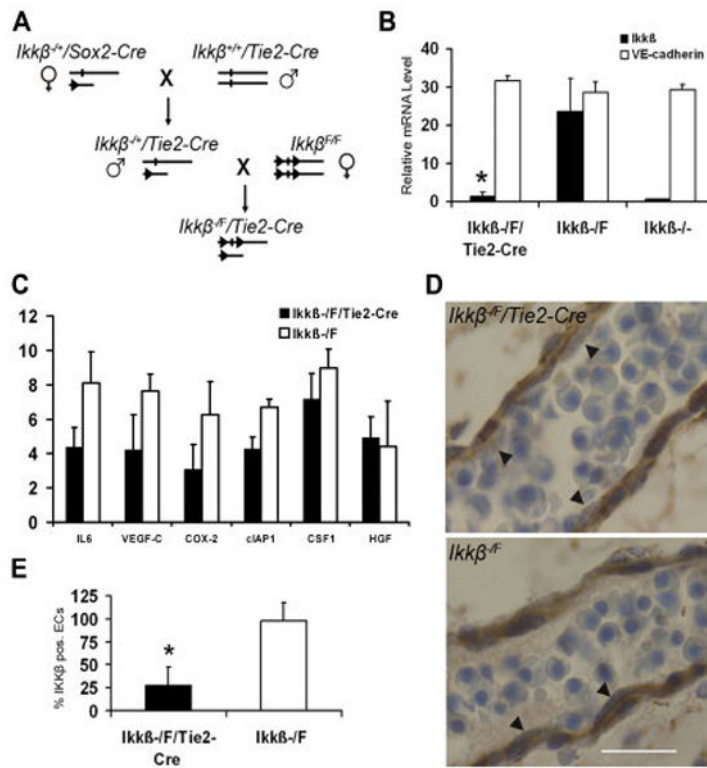 A
Ikkβ-/+/Sox2-Cre
Ikkβ+/+/Tie2-Cre
♀ X ♂
Ikkβ-/+/Tie2-Cre
IkkβF/F
♂ X ♀
Ikkβ-/F/Tie2-Cre
B
Ikkß
VE-cadherin
Relative mRNA Level
40
30
20
10
0
*
Ikkß-/F/
Tie2-Cre
Ikkß-/F
Ikkß-/-
C
Ikkß-/F/Tie2-Cre
Ikkß-/F
12
10
8
6
4
2
0
IL6 VEGF-C COX-2 cIAP1 CSF1 HGF
D
Ikkβ-/F/Tie2-Cre
Ikkβ-/F
E
% IKKβ pos. ECs
125
100
75
50
25
0
*
Ikkß-/F/Tie2-
Cre
Ikkß-/F